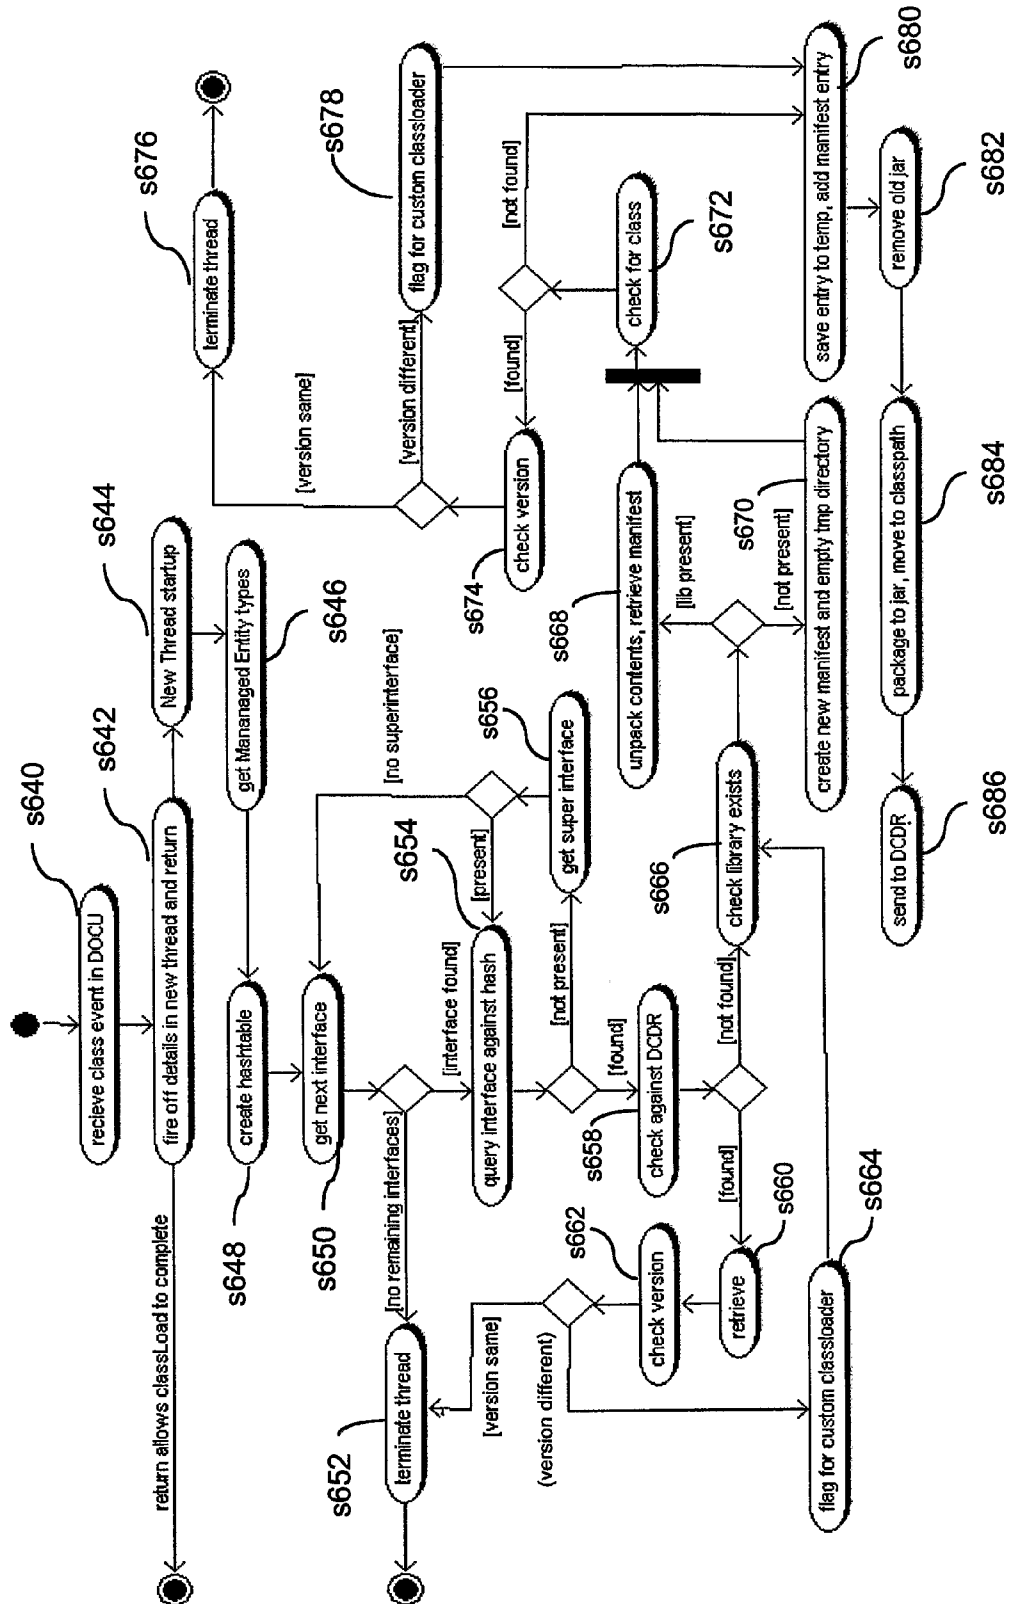 s640
recieve class event in DOCU
s642
fire off details in new thread and return
return allows classLoad to complete
s644
New Thread startup
s646
get Mananaged Entity types
s648
create hashtable
s650
get next interface
[no remaining interfaces]
s652
terminate thread
[interface found]
s654
query interface against hash
[present]
[no superinterface]
s656
get super interface
[not present]
[found]
s658
check against DCDR
[not found]
[found]
s660
retrieve
s662
check version
[version same]
(version different)
s664
flag for custom classloader
s666
check library exists
[lib present]
[not present]
s668
unpack contents, retrieve manifest
s670
create new manifest and empty tmp directory
s672
check for class
[found]
[not found]
s674
check version
[version same]
[version different]
s676
terminate thread
s678
flag for custom classloader
s680
save entry to temp, add manifest entry
s682
remove old jar
s684
package to jar, move to classpath
s686
send to DCDR